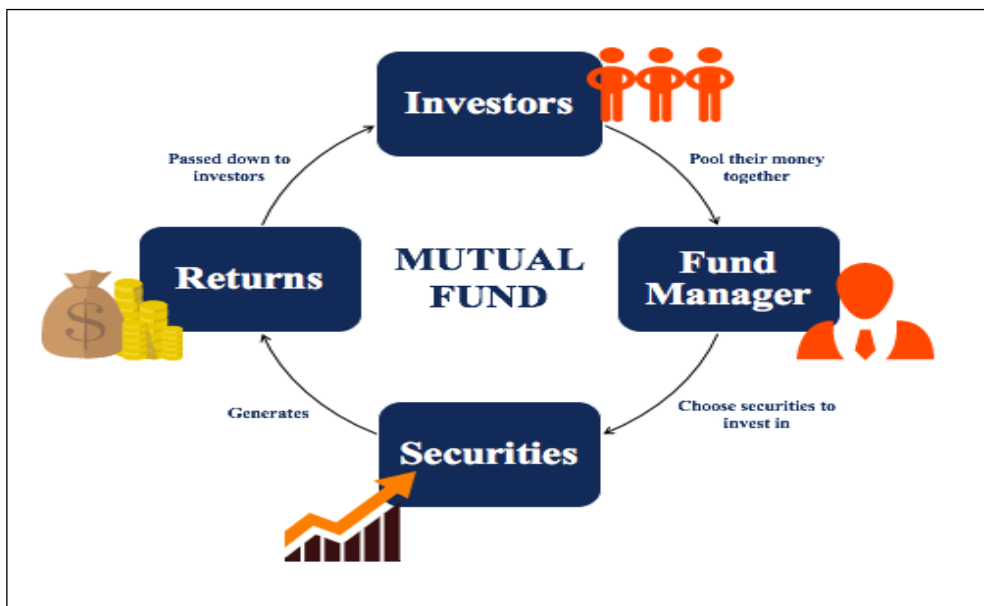 Investors
Passed down to
investors
Pool their money
together
Returns
MUTUAL
FUND
Fund
Manager
$
Generates
Choose securities to
invest in
Securities